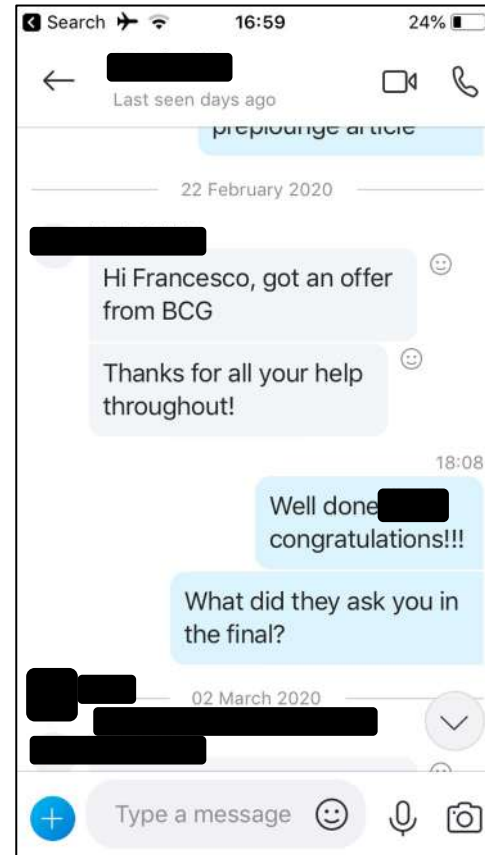 Search 16:59 24%
Last seen days ago
preplounge article
22 February 2020
Hi Francesco, got an offer
from BCG
Thanks for all your help
throughout!
18:08
Well done
congratulations!!!
What did they ask you in
the final?
02 March 2020
Type a message